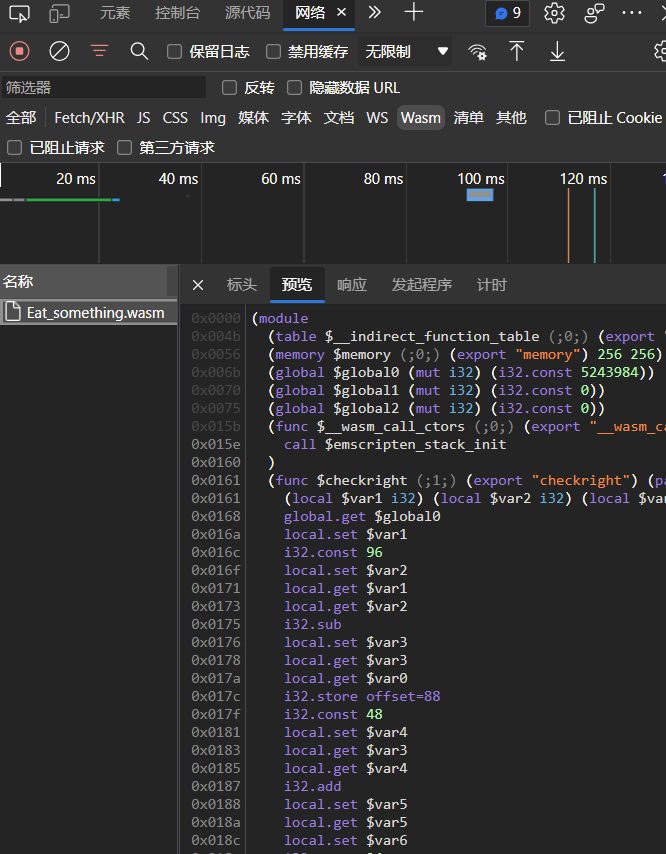 元素 控制台 源代码 网络 9
保留日志 禁用缓存 无限制
筛选器 反转 隐藏数据 URL
全部 Fetch/XHR JS CSS Img 媒体 字体 文档 WS Wasm 清单 其他 已阻止 Cookie
已阻止请求 第三方请求
20 ms 40 ms 60 ms 80 ms 100 ms 120 ms
名称 标头 预览 响应 发起程序 计时
Eat_something.wasm
0x0000 (module
0x004b (table $__indirect_function_table (;0;) (export "
0x0056 (memory $memory (;0;) (export "memory") 256 256)
0x006b (global $global0 (mut i32) (i32.const 5243984))
0x0070 (global $global1 (mut i32) (i32.const 0))
0x0075 (global $global2 (mut i32) (i32.const 0))
0x015b (func $__wasm_call_ctors (;0;) (export "__wasm_ca
0x015e call $emscripten_stack_init
0x0160 )
0x0161 (func $checkright (;1;) (export "checkright") (pa
0x0161 (local $var1 i32) (local $var2 i32) (local $va
0x0168 global.get $global0
0x016a local.set $var1
0x016c i32.const 96
0x016f local.set $var2
0x0171 local.get $var1
0x0173 local.get $var2
0x0175 i32.sub
0x0176 local.set $var3
0x0178 local.get $var3
0x017a local.get $var0
0x017c i32.store offset=88
0x017f i32.const 48
0x0181 local.set $var4
0x0183 local.get $var3
0x0185 local.get $var4
0x0187 i32.add
0x0188 local.set $var5
0x018a local.get $var5
0x018c local.set $var6